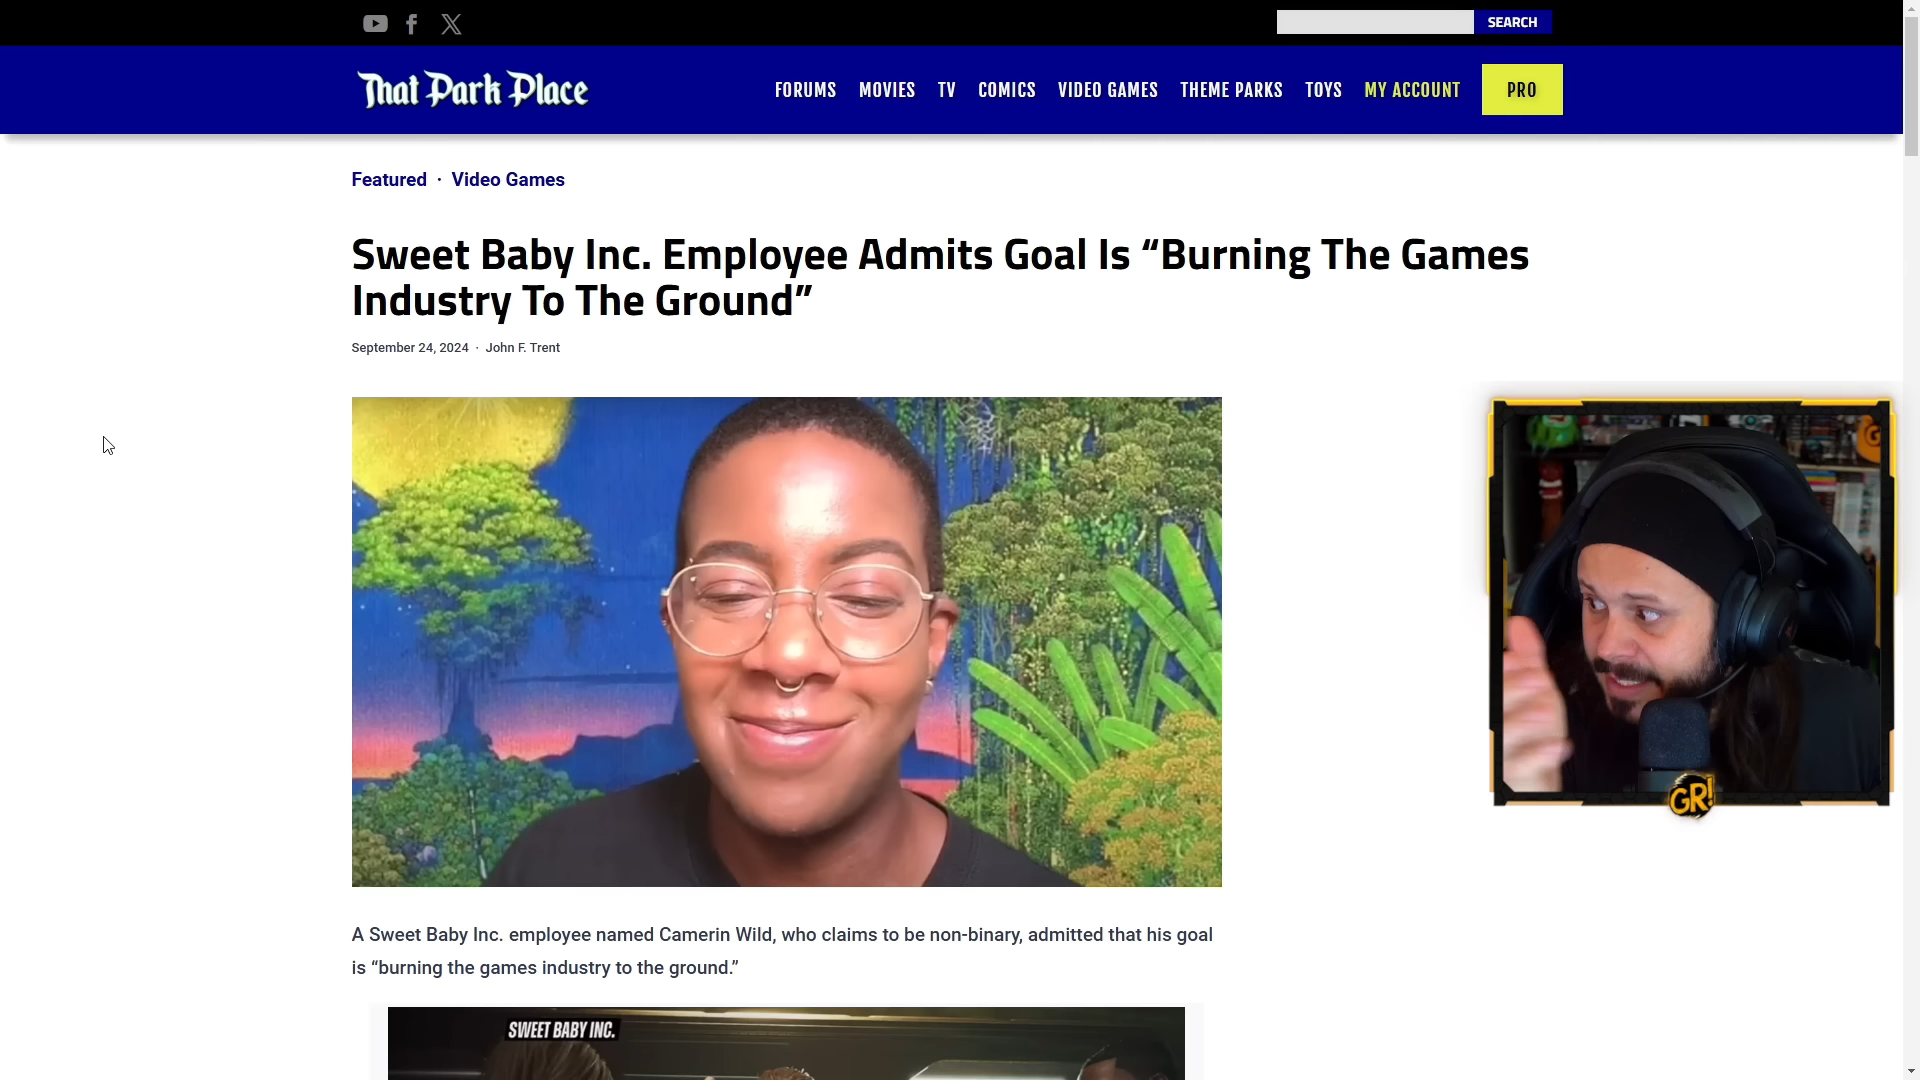 SEARCH
That Park Place
FORUMS MOVIES TV COMICS VIDEO GAMES THEME PARKS TOYS MY ACCOUNT PRO
Featured · Video Games
Sweet Baby Inc. Employee Admits Goal Is “Burning The Games
Industry To The Ground”
September 24, 2024 · John F. Trent
GR!
A Sweet Baby Inc. employee named Camerin Wild, who claims to be non-binary, admitted that his goal
is “burning the games industry to the ground.”
SWEET BABY INC.